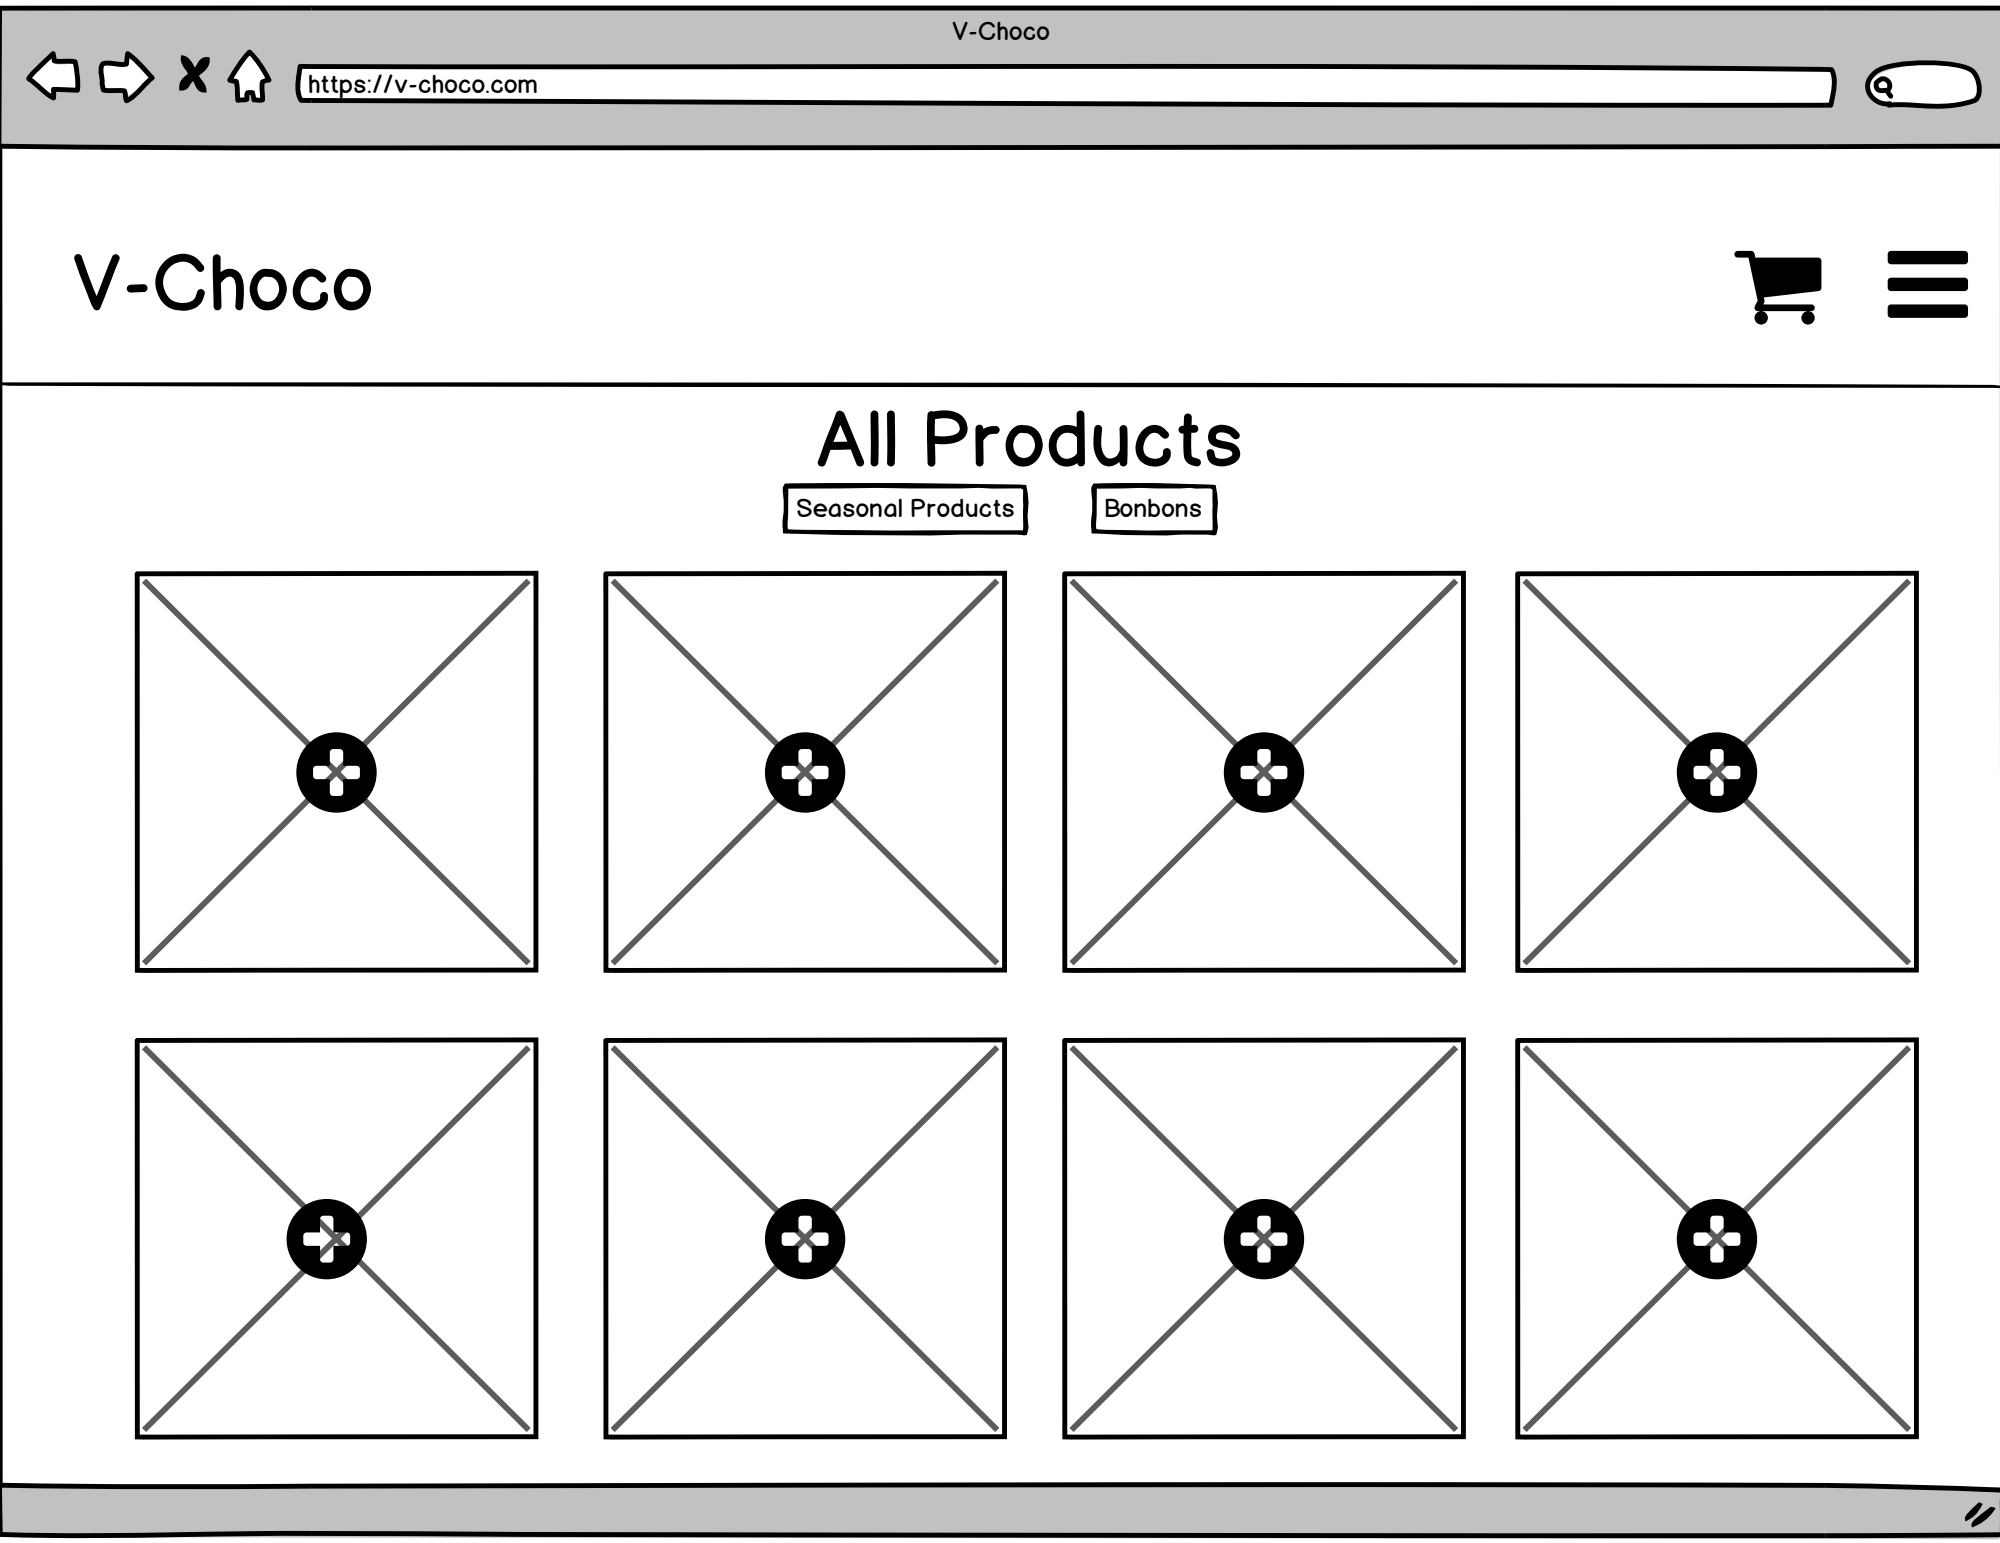 V-Choco
https://v-choco.com
V-Choco
All Products
Seasonal Products
Bonbons